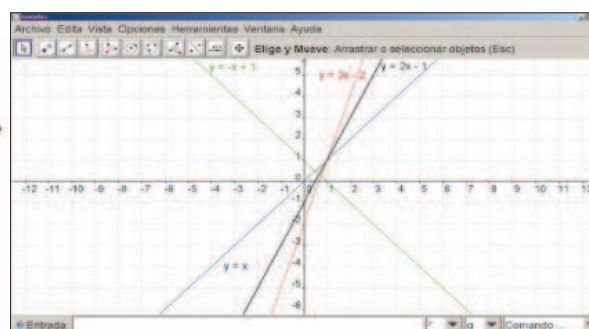 Archivo Edita Vista Opciones Herramientas Ventana Ayuda
Elige y Mueve: Arrastrar o seleccionar objetos (Esc)
y = -x + 1
y = 3x - 2
y = 2x - 1
5
4
3
2
1
-12 -11 -10 -9 -8 -7 -6 -5 -4 -3 -2 -1 0 1 2 3 4 5 6 7 8 9 10 11 12
-1
-2
-3
-4
-5
-6
y = x
Entrada
Comando ...